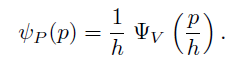 ψ_P(p) = \frac{1}{h} Ψ_V \left( \frac{p}{h} \right).